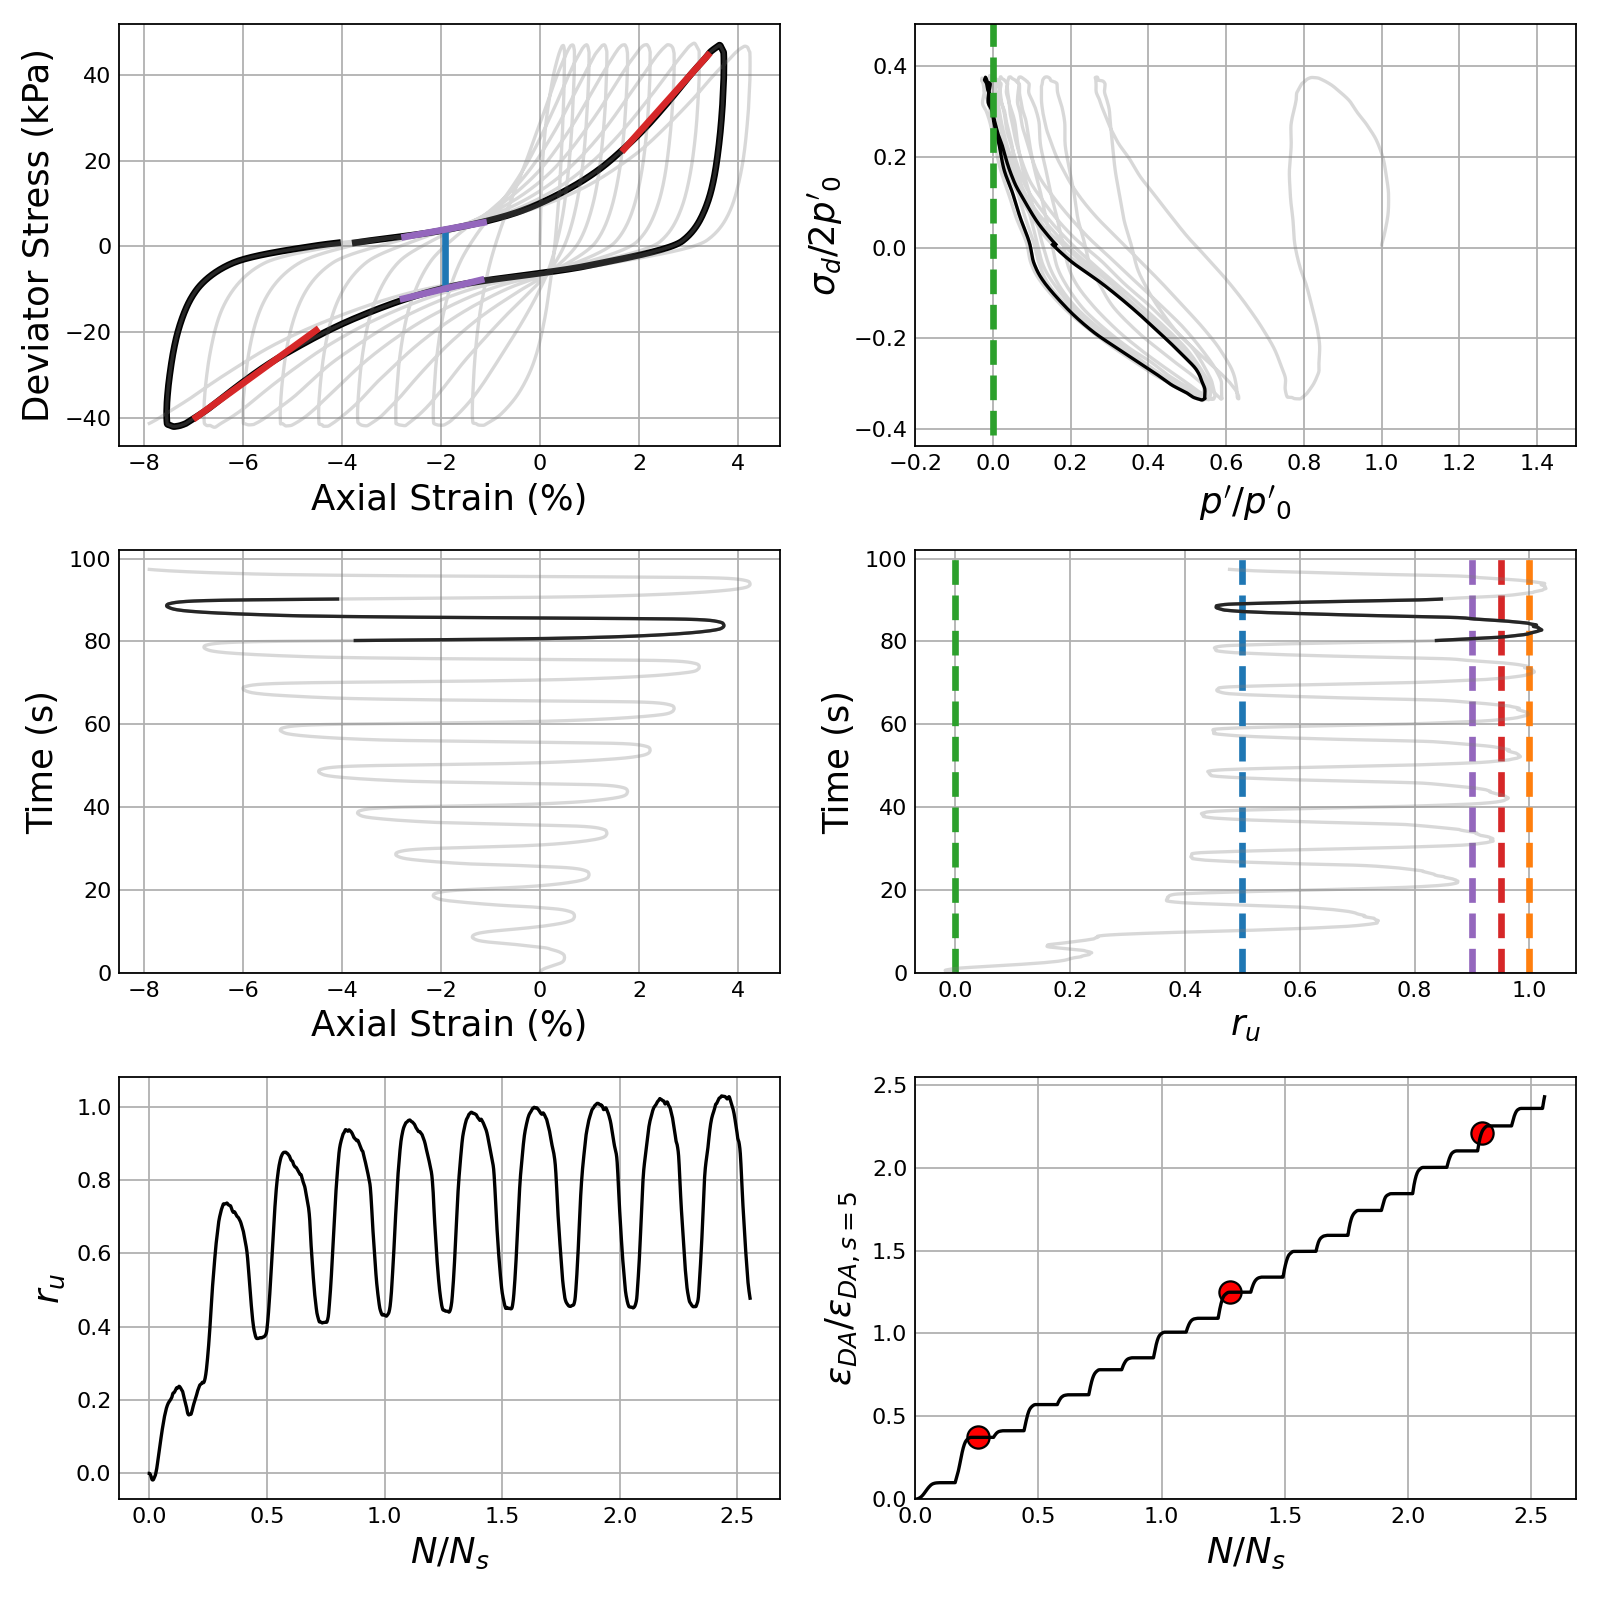 Deviator Stress (kPa)
40
20
0
−20
−40
−8 −6 −4 −2 0 2 4
Axial Strain (%)
σd/2p′0
0.4
0.2
0.0
−0.2
−0.4
−0.2 0.0 0.2 0.4 0.6 0.8 1.0 1.2 1.4
p′/p′0
Time (s)
100
80
60
40
20
0
−8 −6 −4 −2 0 2 4
Axial Strain (%)
Time (s)
100
80
60
40
20
0
0.0 0.2 0.4 0.6 0.8 1.0
ru
ru
1.0
0.8
0.6
0.4
0.2
0.0
0.0 0.5 1.0 1.5 2.0 2.5
N/Ns
εDA/εDA, s = 5
2.5
2.0
1.5
1.0
0.5
0.0
0.0 0.5 1.0 1.5 2.0 2.5
N/Ns